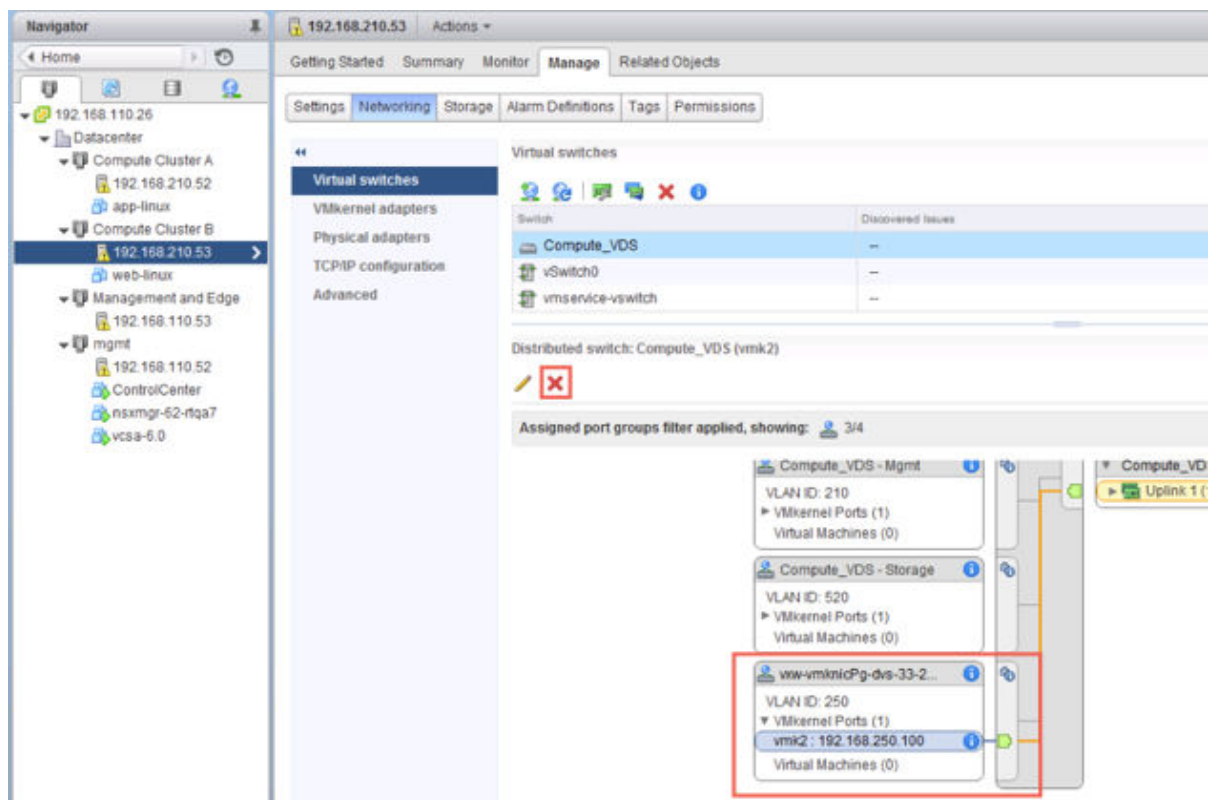 Navigator
192.168.210.53 Actions
Home
Getting Started Summary Monitor Manage Related Objects
Settings Networking Storage Alarm Definitions Tags Permissions
192.168.110.26
Datacenter
Compute Cluster A
192.168.210.52
app-linux
Compute Cluster B
192.168.210.53
web-linux
Management and Edge
192.168.110.53
mgmt
192.168.110.52
ControlCenter
vcsa-6.0
Virtual switches
VMkernel adapters
Physical adapters
TCP/IP configuration
Advanced
Virtual switches
Switch Discovered Issues
Compute_VDS --
vSwitch0 --
vmservice-vswitch --
Distributed switch: Compute_VDS (vmk2)
Assigned port groups filter applied, showing: 3/4
Compute_VDS - Mgmt
VLAN ID: 210
VMkernel Ports (1)
Virtual Machines (0)
Compute_VDS - Storage
VLAN ID: 520
VMkernel Ports (1)
Virtual Machines (0)
vxw-vmknicPg-dvs-33-2...
VLAN ID: 250
VMkernel Ports (1)
vmk2 : 192.168.250.100
Virtual Machines (0)
Compute_VD
Uplink 1 (